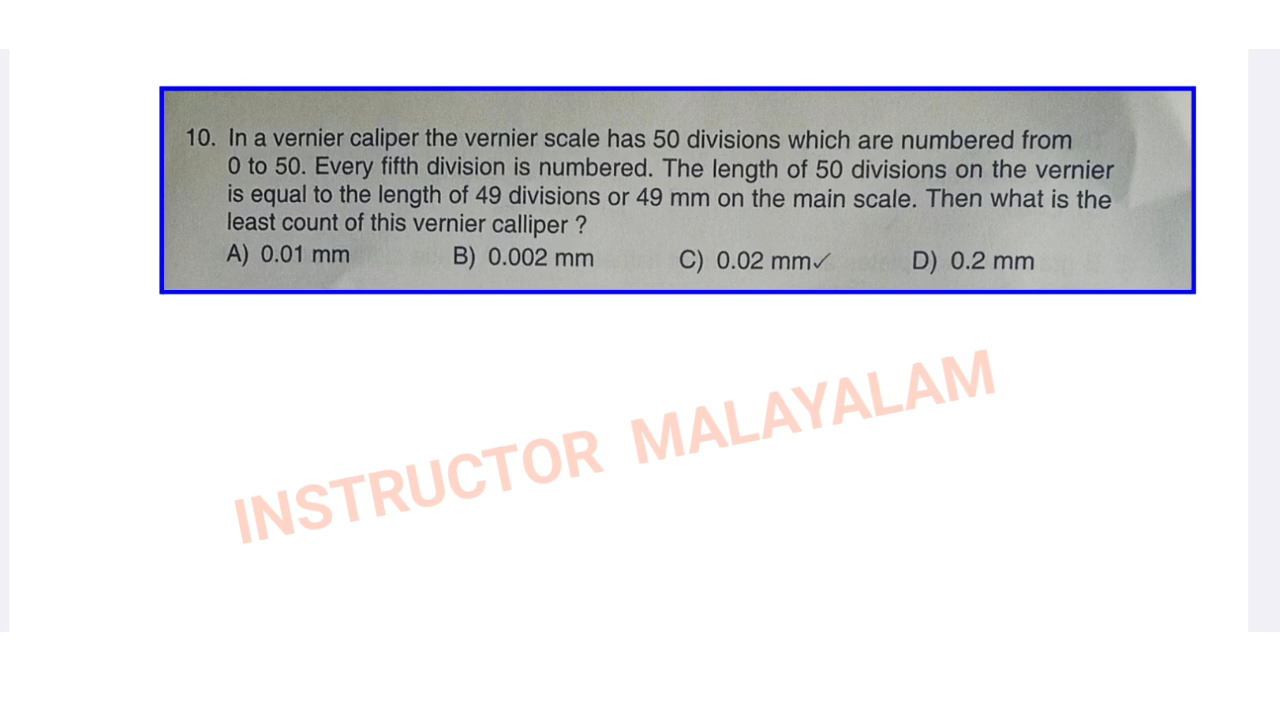 10. In a vernier caliper the vernier scale has 50 divisions which are numbered from
0 to 50. Every fifth division is numbered. The length of 50 divisions on the vernier
is equal to the length of 49 divisions or 49 mm on the main scale. Then what is the
least count of this vernier calliper ?
A) 0.01 mm B) 0.002 mm C) 0.02 mm✓ D) 0.2 mm
INSTRUCTOR MALAYALAM